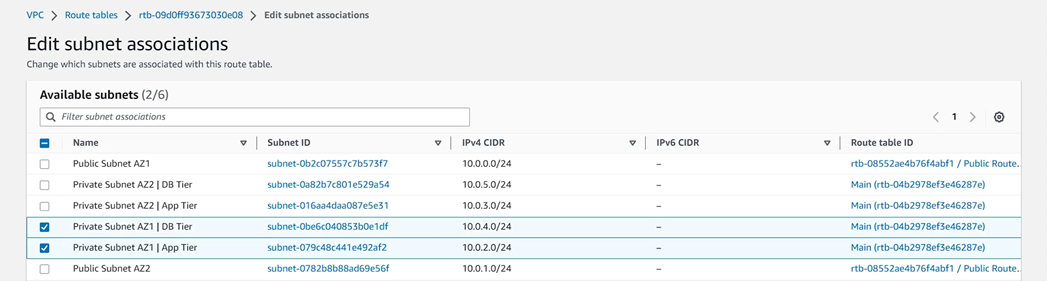 VPC > Route tables > rtb-09d0ff93673030e08 > Edit subnet associations
Edit subnet associations
Change which subnets are associated with this route table.
Available subnets (2/6)
Filter subnet associations
1
Name Subnet ID IPv4 CIDR IPv6 CIDR Route table ID
Public Subnet AZ1 subnet-0b2c07557c7b573f7 10.0.0.0/24 – rtb-08552ae4b76f4abf1 / Public Route…
Private Subnet AZ2 | DB Tier subnet-0a82b7c801e529a54 10.0.5.0/24 – Main (rtb-04b2978ef3e46287e)
Private Subnet AZ2 | App Tier subnet-016aa4daa087e5e31 10.0.3.0/24 – Main (rtb-04b2978ef3e46287e)
Private Subnet AZ1 | DB Tier subnet-0be6c040853b0e1df 10.0.4.0/24 – Main (rtb-04b2978ef3e46287e)
Private Subnet AZ1 | App Tier subnet-079c48c441e492af2 10.0.2.0/24 – Main (rtb-04b2978ef3e46287e)
Public Subnet AZ2 subnet-0782b8b88ad69e56f 10.0.1.0/24 – rtb-08552ae4b76f4abf1 / Public Route…